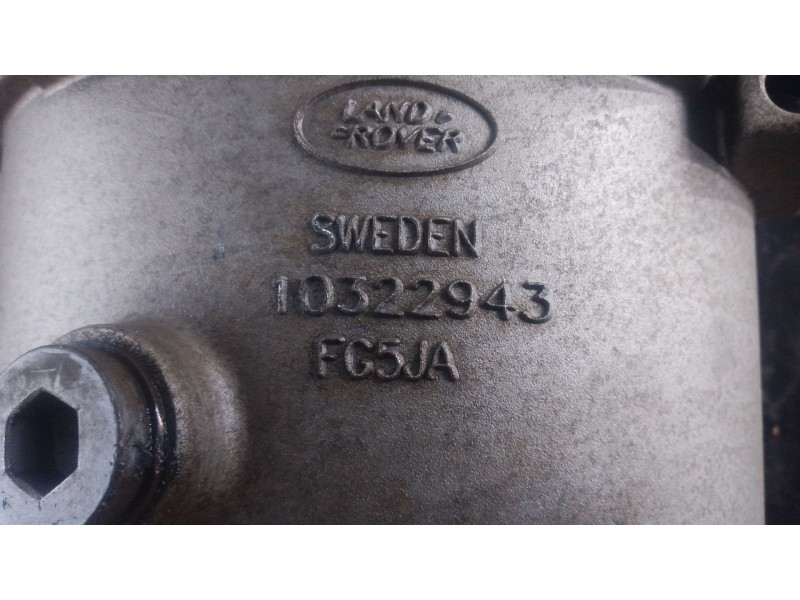 LAND
ROVER
SWEDEN
10322943
FG5JA